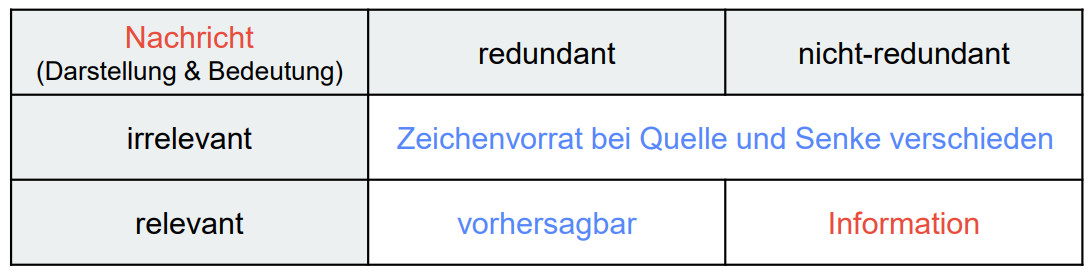 Nachricht
(Darstellung & Bedeutung)
redundant
nicht-redundant
irrelevant
Zeichenvorrat bei Quelle und Senke verschieden
relevant
vorhersagbar
Information